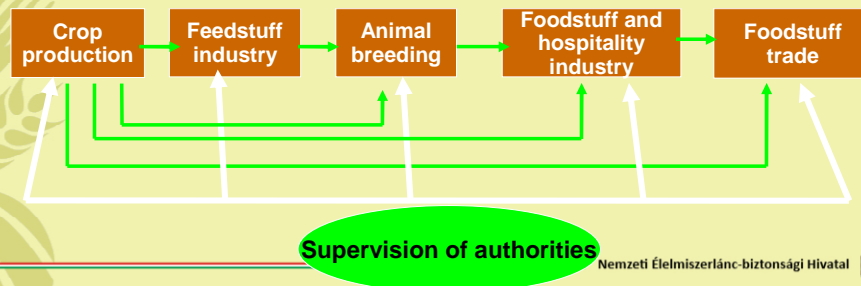 Crop
production
Feedstuff
industry
Animal
breeding
Foodstuff and
hospitality
industry
Foodstuff
trade
Supervision of authorities
Nemzeti Élelmiszerlánc-biztonsági Hivatal